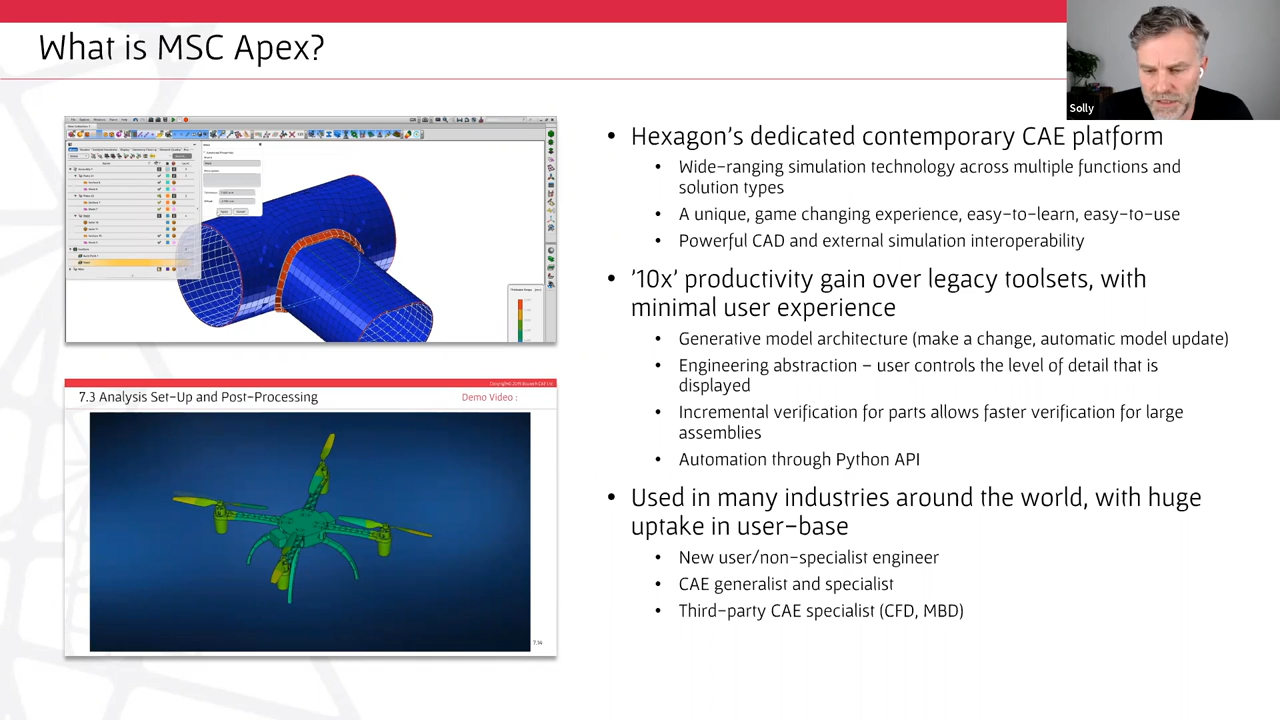 What is MSC Apex?
Solly
• Hexagon's dedicated contemporary CAE platform
• Wide-ranging simulation technology across multiple functions and
solution types
• A unique, game changing experience, easy-to-learn, easy-to-use
• Powerful CAD and external simulation interoperability
• '10x' productivity gain over legacy toolsets, with
minimal user experience
• Generative model architecture (make a change, automatic model update)
• Engineering abstraction – user controls the level of detail that is
displayed
• Incremental verification for parts allows faster verification for large
assemblies
• Automation through Python API
• Used in many industries around the world, with huge
uptake in user-base
• New user/non-specialist engineer
• CAE generalist and specialist
• Third-party CAE specialist (CFD, MBD)
7.3 Analysis Set-Up and Post-Processing
Demo Video :
7.14